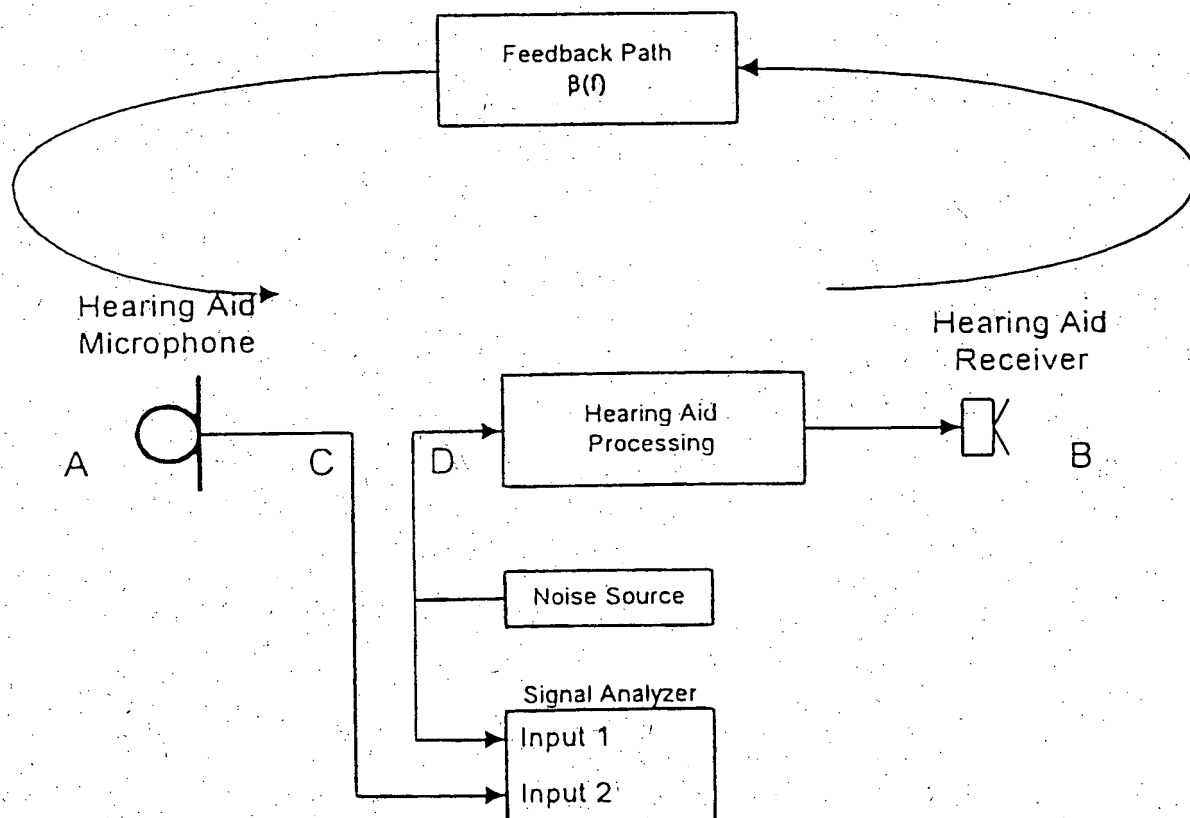 Feedback Path
β(f)
Hearing Aid
Microphone
Hearing Aid
Receiver
Hearing Aid
Processing
A
C
D
B
Noise Source
Signal Analyzer
Input 1
Input 2